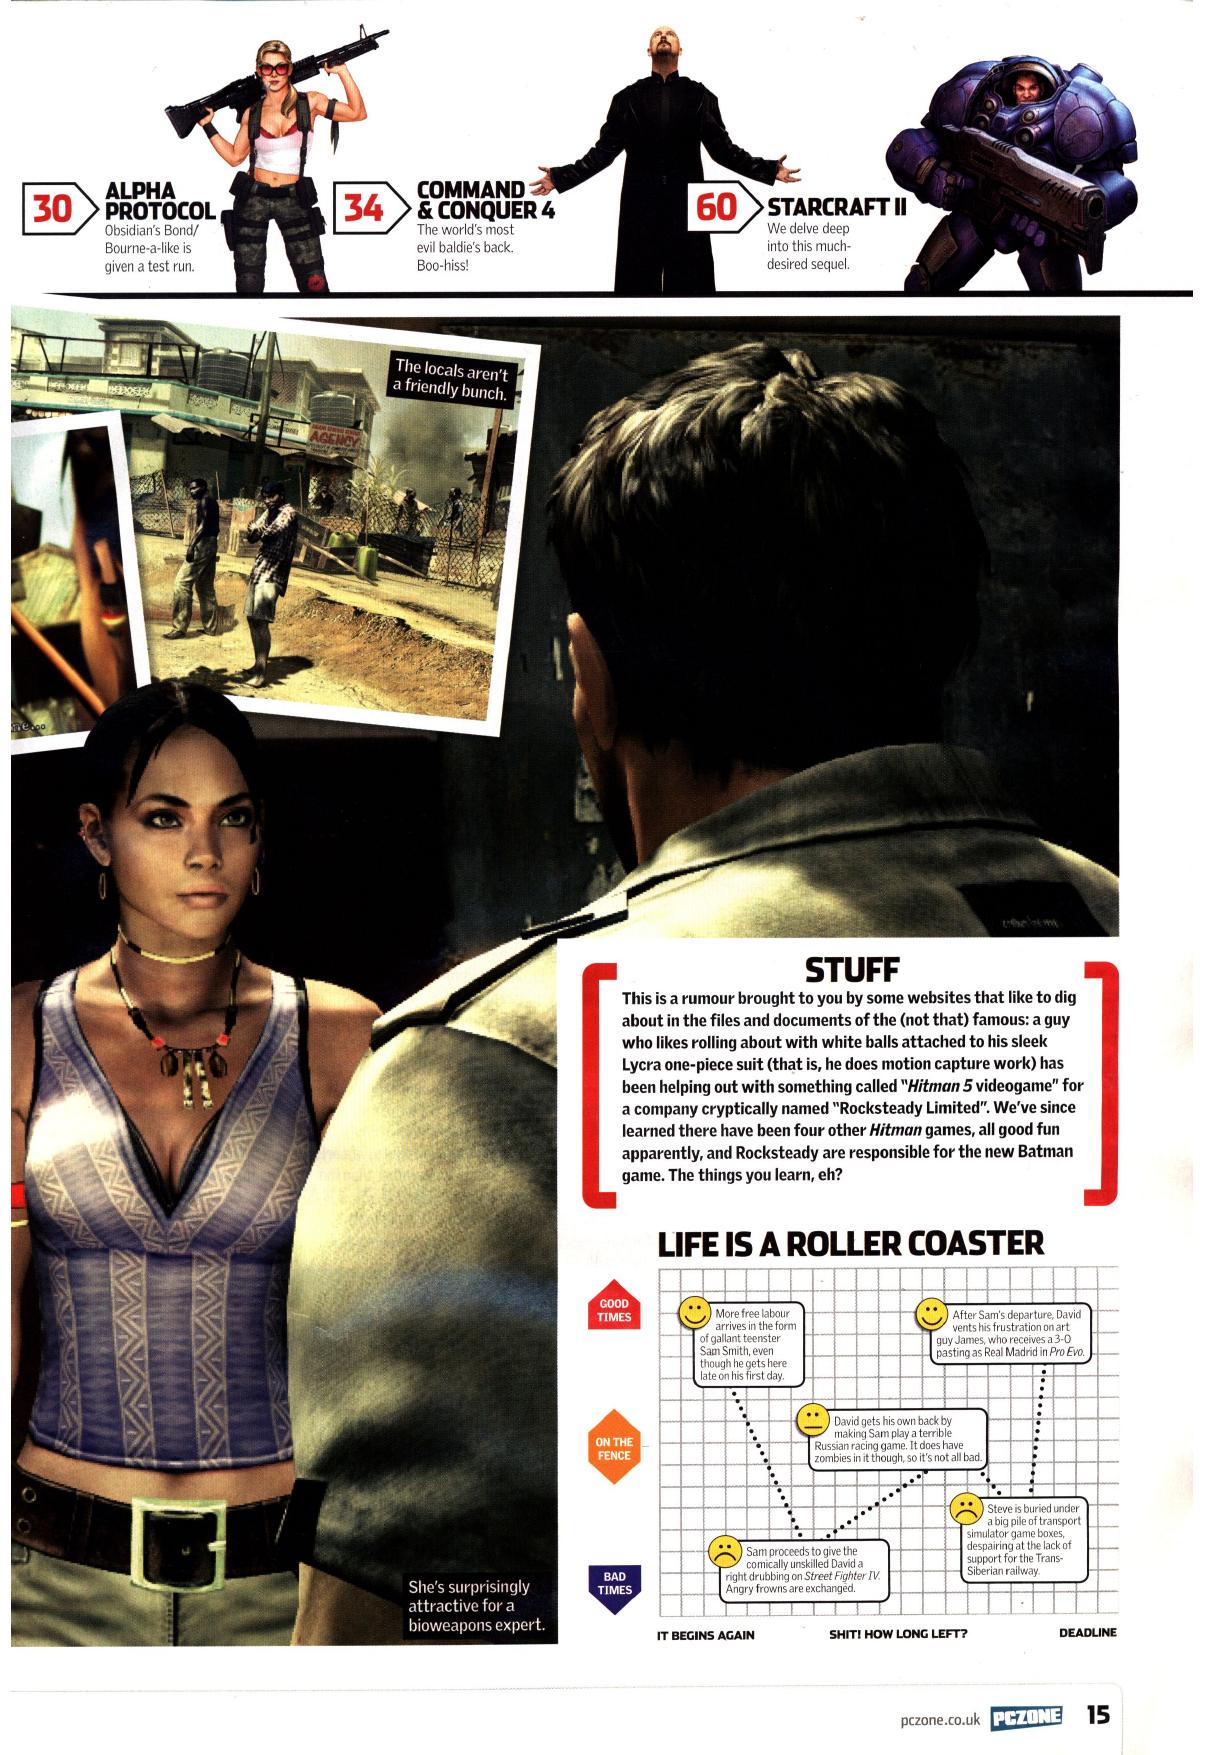 30
ALPHA
PROTOCOL
Obsidian's Bond/
Bourne-a-like is
given a test run.
34
COMMAND
& CONQUER 4
The world's most
evil baldie's back.
Boo-hiss!
60
STARCRAFT II
We delve deep
into this much-
desired sequel.
The locals aren't
a friendly bunch.
AGENCY
STUFF
This is a rumour brought to you by some websites that like to dig
about in the files and documents of the (not that) famous: a guy
who likes rolling about with white balls attached to his sleek
Lycra one-piece suit (that is, he does motion capture work) has
been helping out with something called "Hitman 5 videogame" for
a company cryptically named "Rocksteady Limited". We've since
learned there have been four other Hitman games, all good fun
apparently, and Rocksteady are responsible for the new Batman
game. The things you learn, eh?
LIFE IS A ROLLER COASTER
GOOD
TIMES
ON THE
FENCE
BAD
TIMES
More free labour
arrives in the form
of gallant teenster
Sam Smith, even
though he gets here
late on his first day.
After Sam's departure, David
vents his frustration on art
guy James, who receives a 3-0
pasting as Real Madrid in Pro Evo.
David gets his own back by
making Sam play a terrible
Russian racing game. It does have
zombies in it though, so it's not all bad.
Steve is buried under
a big pile of transport
simulator game boxes,
despairing at the lack of
support for the Trans-
Siberian railway.
Sam proceeds to give the
comically unskilled David a
right drubbing on Street Fighter IV.
Angry frowns are exchanged.
IT BEGINS AGAIN
SHIT! HOW LONG LEFT?
DEADLINE
She's surprisingly
attractive for a
bioweapons expert.
pczone.co.uk
PCZONE
15